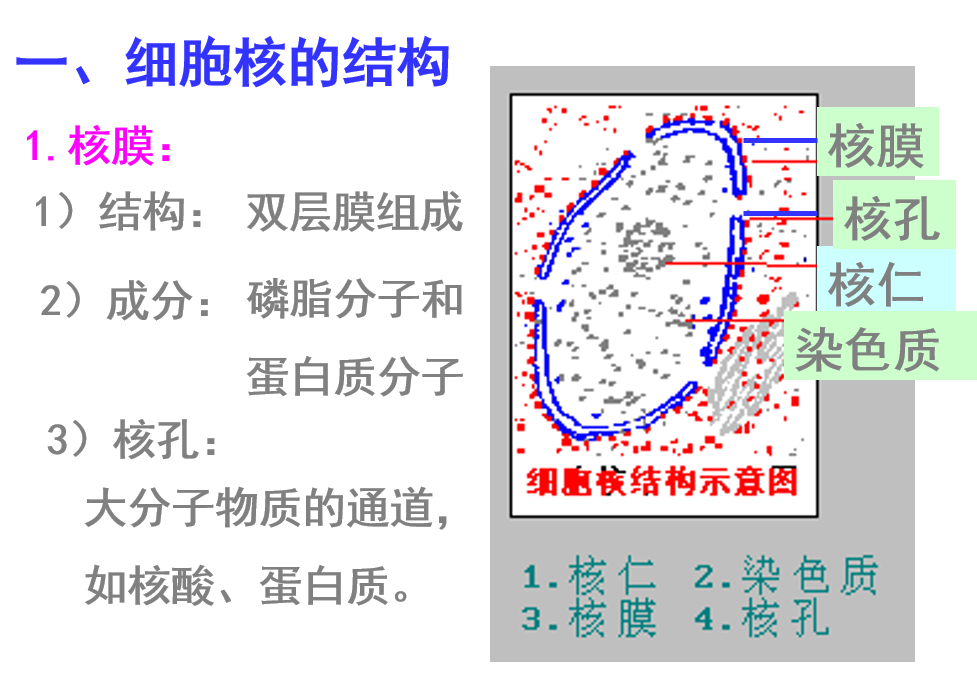 一、细胞核的结构
1.核膜：
1）结构： 双层膜组成
2）成分：磷脂分子和
蛋白质分子
3）核孔：
大分子物质的通道，
如核酸、蛋白质。
核膜
核孔
核仁
染色质
细胞核结构示意图
1.核仁 2.染色质
3.核膜 4.核孔